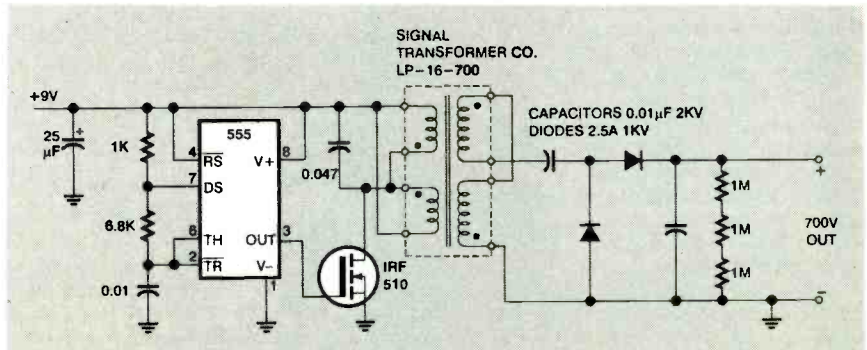 SIGNAL
TRANSFORMER CO.
LP-16-700
+9V
25
µF
1K
6.8K
0.01
555
4
RS
V+
8
7
DS
6
TH
OUT
3
2
TR
V-
1
0.047
IRF
510
CAPACITORS 0.01µF 2KV
DIODES 2.5A 1KV
1M
1M
1M
+
700V
OUT
-